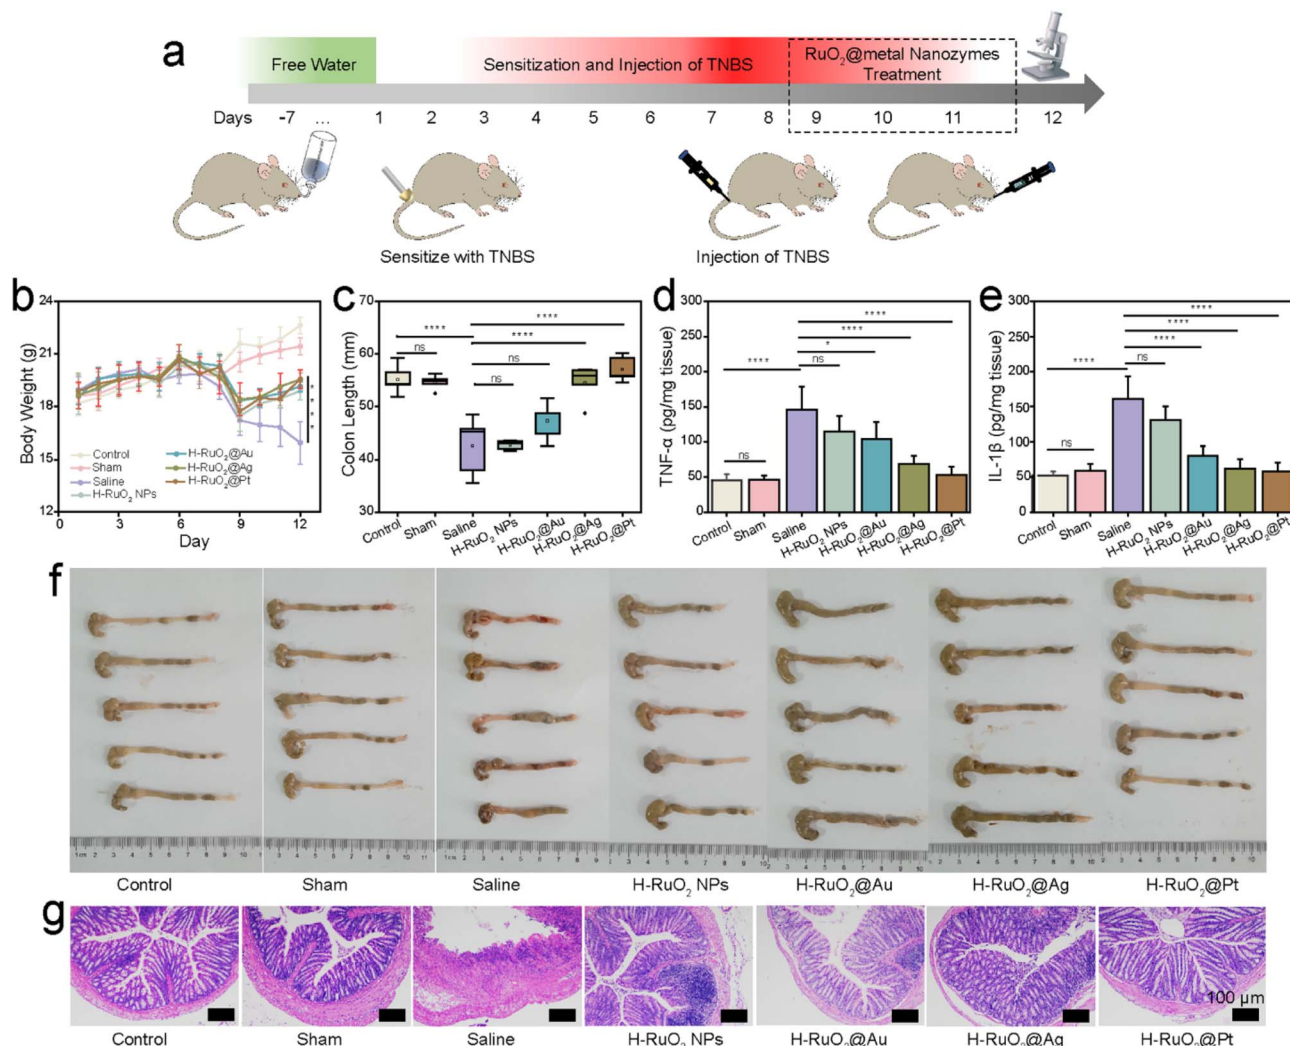 a
Free Water
Sensitization and Injection of TNBS
RuO₂@metal Nanozymes
Treatment
Days -7 ... 1 2 3 4 5 6 7 8 9 10 11 12
Sensitize with TNBS
Injection of TNBS
b
24
21
18
15
12
Body Weight (g)
0 3 6 9 12
Day
Control
Sham
Saline
H-RuO₂ NPs
H-RuO₂@Au
H-RuO₂@Ag
H-RuO₂@Pt
* * * *
c
70
60
50
40
30
Colon Length (mm)
****
****
****
ns
ns
ns
Control Sham Saline H-RuO₂ NPs H-RuO₂@Au H-RuO₂@Ag H-RuO₂@Pt
d
300
250
200
150
100
50
0
TNF-α (pg/mg tissue)
****
****
*
****
ns
ns
Control Sham Saline H-RuO₂ NPs H-RuO₂@Au H-RuO₂@Ag H-RuO₂@Pt
e
300
250
200
150
100
50
0
IL-1β (pg/mg tissue)
****
****
****
****
ns
ns
Control Sham Saline H-RuO₂ NPs H-RuO₂@Au H-RuO₂@Ag H-RuO₂@Pt
f
Control Sham Saline H-RuO₂ NPs H-RuO₂@Au H-RuO₂@Ag H-RuO₂@Pt
g
100 μm
Control Sham Saline H-RuO₂ NPs H-RuO₂@Au H-RuO₂@Ag H-RuO₂@Pt